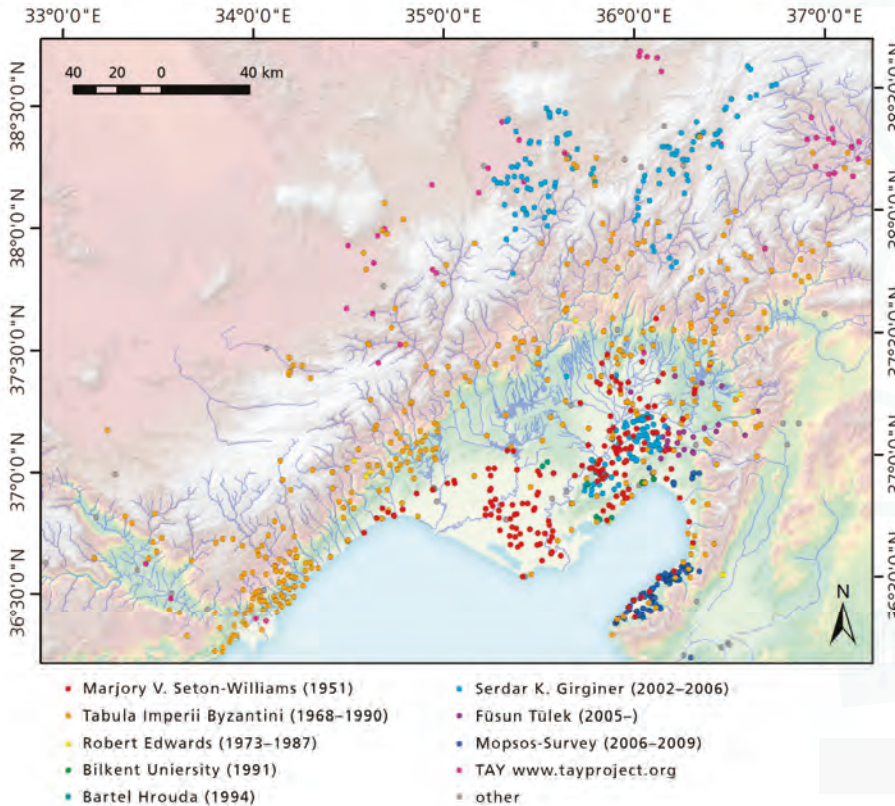 33°0'0"E 34°0'0"E 35°0'0"E 36°0'0"E 37°0'0"E
40 20 0 40 km
38°30'0"N 38°30'0"N
38°0'0"N 38°0'0"N
37°30'0"N 37°30'0"N
37°0'0"N 37°0'0"N
36°30'0"N 36°30'0"N
N
Marjory V. Seton-Williams (1951)
Tabula Imperii Byzantini (1968–1990)
Robert Edwards (1973–1987)
Bilkent Uniersity (1991)
Bartel Hrouda (1994)
Serdar K. Girginer (2002–2006)
Füsun Tülek (2005–)
Mopsos-Survey (2006–2009)
TAY www.tayproject.org
other